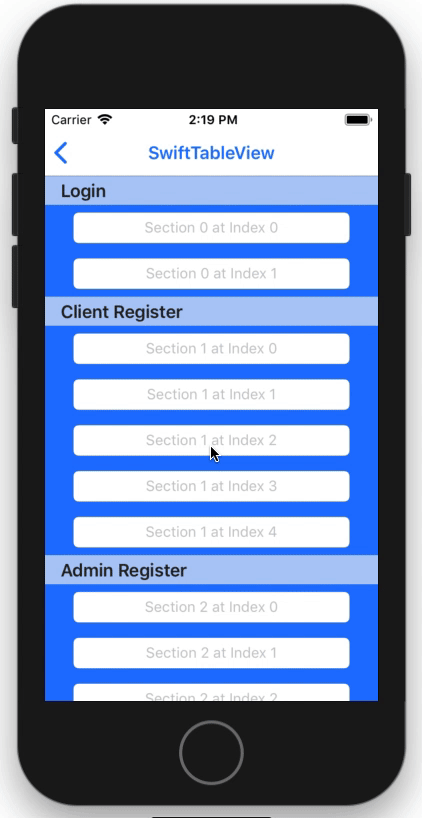 Carrier 2:19 PM
SwiftTableView
Login
Section 0 at Index 0
Section 0 at Index 1
Client Register
Section 1 at Index 0
Section 1 at Index 1
Section 1 at Index 2
Section 1 at Index 3
Section 1 at Index 4
Admin Register
Section 2 at Index 0
Section 2 at Index 1
Section 2 at Index 2